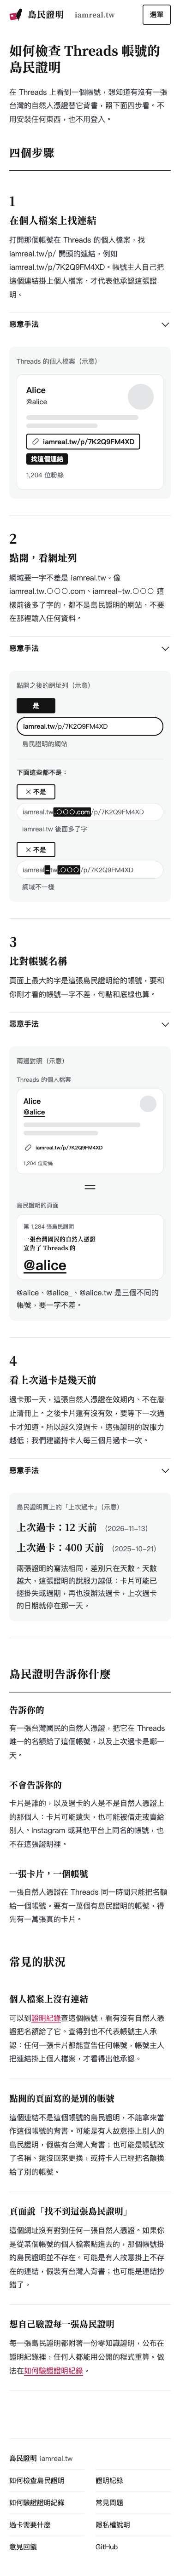 島民證明 iamreal.tw 選單
如何檢查 Threads 帳號的
島民證明
在 Threads 上看到一個帳號，想知道有沒有一張
台灣的自然人憑證替它背書，照下面四步看。不
用安裝任何東西，也不用登入。
四個步驟
1
在個人檔案上找連結
打開那個帳號在 Threads 的個人檔案，找
iamreal.tw/p/ 開頭的連結，例如
iamreal.tw/p/7K2Q9FM4XD。帳號主人自己把
這個連結掛上個人檔案，才代表他承認這張證
明。
惡意手法
Threads 的個人檔案（示意）
Alice
@alice
iamreal.tw/p/7K2Q9FM4XD
找這個連結
1,204 位粉絲
2
點開，看網址列
網域要一字不差是 iamreal.tw。像
iamreal.tw.○○○.com、iamreal-tw.○○○ 這
樣前後多了字的，都不是島民證明的網站，不要
在那裡輸入任何資料。
惡意手法
點開之後的網址列（示意）
是
iamreal.tw/p/7K2Q9FM4XD
島民證明的網站
下面這些都不是：
× 不是
iamreal.tw.○○○.com/p/7K2Q9FM4XD
iamreal.tw 後面多了字
× 不是
iamreal-tw.○○○/p/7K2Q9FM4XD
網域不一樣
3
比對帳號名稱
頁面上最大的字是這張島民證明給的帳號，要和
你剛才看的帳號一字不差，句點和底線也算。
惡意手法
兩邊對照（示意）
Threads 的個人檔案
Alice
@alice
iamreal.tw/p/7K2Q9FM4XD
1,204 位粉絲
島民證明的頁面
第 1,284 張島民證明
一張台灣國民的自然人憑證
宣告了 Threads 的
@alice
@alice、@alice_、@alice.tw 是三個不同的
帳號，要一字不差。
4
看上次過卡是幾天前
過卡那一天，這張自然人憑證在效期內、不在廢
止清冊上。之後卡片還有沒有效，要等下一次過
卡才知道。所以越久沒過卡，這張證明的說服力
越低；我們建議持卡人每三個月過卡一次。
惡意手法
島民證明頁上的「上次過卡」（示意）
上次過卡：12 天前 （2026-11-13）
上次過卡：400 天前 （2025-10-21）
兩張證明的寫法相同，差別只在天數。天數
越大，這張證明的說服力越低：卡片可能已
經掛失或過期，再也沒辦法過卡，上次過卡
的日期就停在那一天。
島民證明告訴你什麼
告訴你的
有一張台灣國民的自然人憑證，把它在 Threads
唯一的名額給了這個帳號，以及上次過卡是哪一
天。
不會告訴你的
卡片是誰的，以及過卡的人是不是自然人憑證上
的那個人：卡片可能遺失，也可能被借走或賣給
別人。Instagram 或其他平台上同名的帳號，也
不在這張證明裡。
一張卡片，一個帳號
一張自然人憑證在 Threads 同一時間只能把名額
給一個帳號。要有一萬個有島民證明的帳號，得
先有一萬張真的卡片。
常見的狀況
個人檔案上沒有連結
可以到證明紀錄查這個帳號，看有沒有自然人憑
證把名額給了它。查得到也不代表帳號主人承
認：任何一張卡片都能宣告任何帳號，帳號主人
把連結掛上個人檔案，才看得出他承認。
點開的頁面寫的是別的帳號
這個連結不是這個帳號的島民證明，不能拿來當
作這個帳號的背書。可能是有人故意掛上別人的
島民證明，假裝有台灣人背書；也可能是帳號改
了名稱、還沒回來更換，或持卡人已經把名額換
給了別的帳號。
頁面說「找不到這張島民證明」
這個網址沒有對到任何一張自然人憑證。如果你
是從某個帳號的個人檔案點進去的，那個帳號掛
的島民證明並不存在。可能是有人故意掛上不存
在的連結，假裝有台灣人背書；也可能是連結抄
錯了。
想自己驗證每一張島民證明
每一張島民證明都附著一份零知識證明，公布在
證明紀錄裡，任何人都能用公開的程式重算。做
法在如何驗證證明紀錄。
島民證明 iamreal.tw
如何檢查島民證明 證明紀錄
如何驗證證明紀錄 常見問題
過卡需要什麼 隱私權說明
意見回饋 GitHub